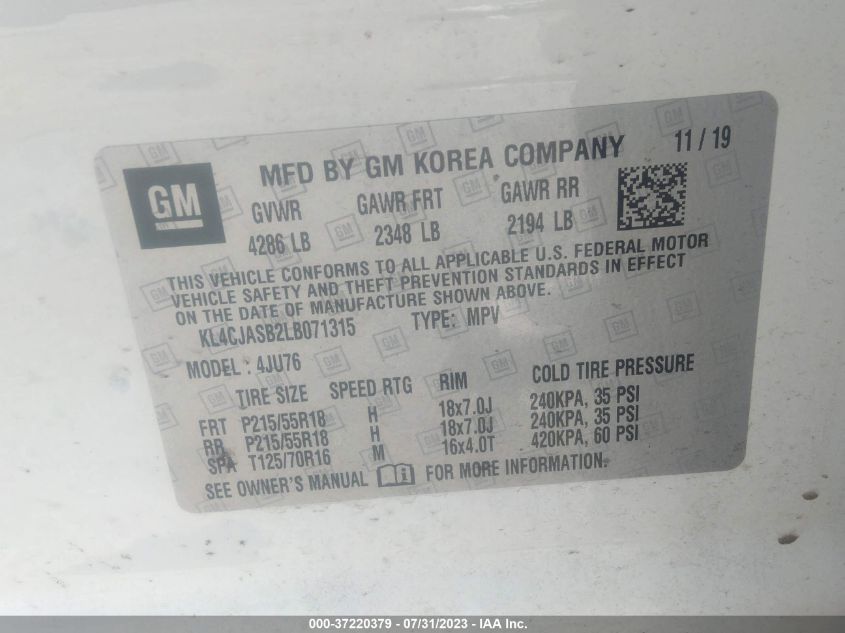 GM
MFD BY GM KOREA COMPANY 11 / 19
GVWR GAWR FRT GAWR RR
4286 LB 2348 LB 2194 LB
THIS VEHICLE CONFORMS TO ALL APPLICABLE U.S. FEDERAL MOTOR
VEHICLE SAFETY AND THEFT PREVENTION STANDARDS IN EFFECT
ON THE DATE OF MANUFACTURE SHOWN ABOVE.
KL4CJASB2LB071315 TYPE: MPV
MODEL : 4JU76
TIRE SIZE SPEED RTG RIM COLD TIRE PRESSURE
FRT P215/55R18 H 18x7.0J 240KPA, 35 PSI
RR P215/55R18 H 18x7.0J 240KPA, 35 PSI
SPA T125/70R16 M 16x4.0T 420KPA, 60 PSI
SEE OWNER'S MANUAL FOR MORE INFORMATION.
000-37220379 - 07/31/2023 - IAA Inc.